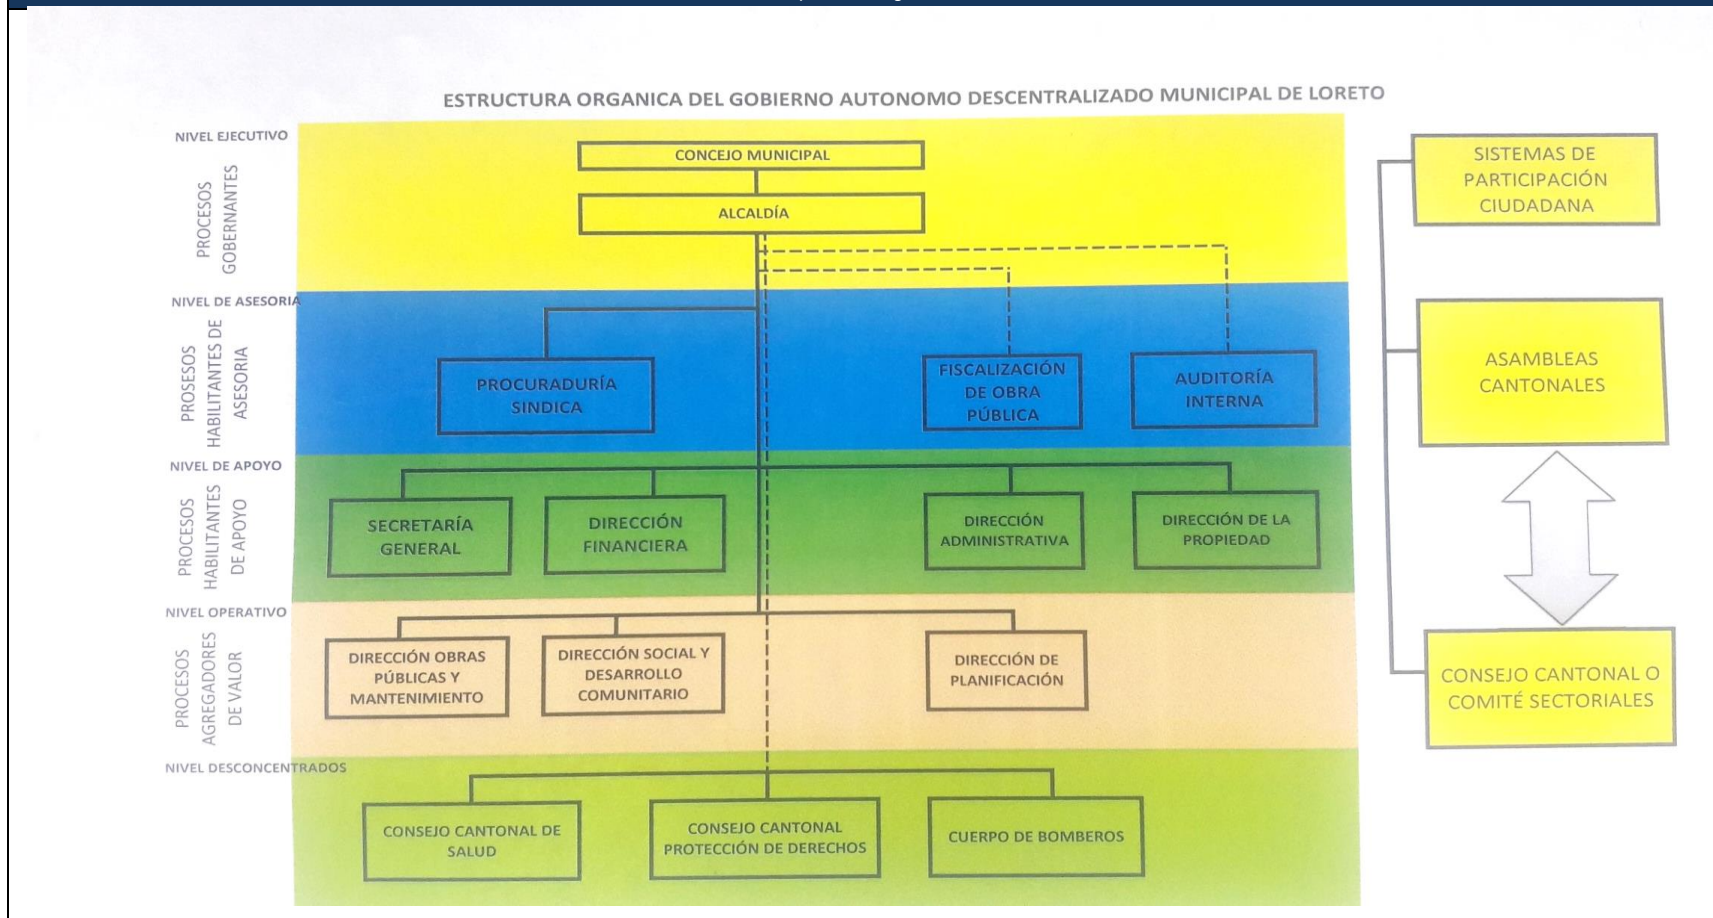 ESTRUCTURA ORGANICA DEL GOBIERNO AUTONOMO DESCENTRALIZADO MUNICIPAL DE LORETO
NIVEL EJECUTIVO
PROCESOS
GOBERNANTES
CONCEJO MUNICIPAL
ALCALDÍA
NIVEL DE ASESORIA
PROSESOS
HABILITANTES DE
ASESORIA
PROCURADURÍA
SINDICA
FISCALIZACIÓN
DE OBRA
PÚBLICA
AUDITORÍA
INTERNA
NIVEL DE APOYO
PROCESOS
HABILITANTES
DE APOYO
SECRETARÍA
GENERAL
DIRECCIÓN
FINANCIERA
DIRECCIÓN
ADMINISTRATIVA
DIRECCIÓN DE LA
PROPIEDAD
NIVEL OPERATIVO
PROCESOS
AGREGADORES
DE VALOR
DIRECCIÓN OBRAS
PÚBLICAS Y
MANTENIMIENTO
DIRECCIÓN SOCIAL Y
DESARROLLO
COMUNITARIO
DIRECCIÓN DE
PLANIFICACIÓN
NIVEL DESCONCENTRADOS
CONSEJO CANTONAL DE
SALUD
CONSEJO CANTONAL
PROTECCIÓN DE DERECHOS
CUERPO DE BOMBEROS
SISTEMAS DE
PARTICIPACIÓN
CIUDADANA
ASAMBLEAS
CANTONALES
CONSEJO CANTONAL O
COMITÉ SECTORIALES